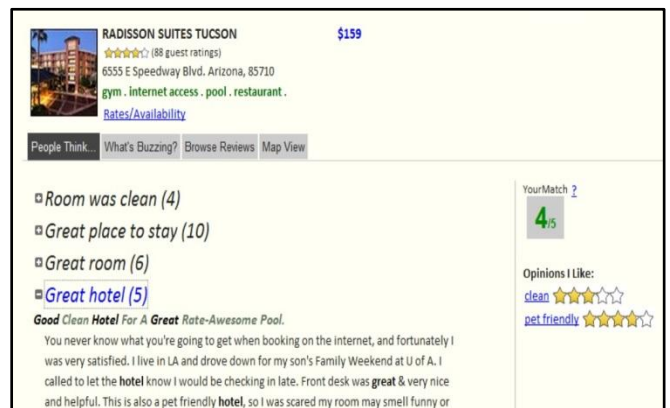 RADISSON SUITES TUCSON $159
(88 guest ratings)
6555 E Speedway Blvd. Arizona, 85710
gym . internet access . pool . restaurant .
Rates/Availability
People Think... What's Buzzing? Browse Reviews Map View
Room was clean (4)
Great place to stay (10)
Great room (6)
Great hotel (5)
Good Clean Hotel For A Great Rate-Awesome Pool.
You never know what you're going to get when booking on the internet, and fortunately I
was very satisfied. I live in LA and drove down for my son's Family Weekend at U of A. I
called to let the hotel know I would be checking in late. Front desk was great & very nice
and helpful. This is also a pet friendly hotel, so I was scared my room may smell funny or
YourMatch ?
4/5
Opinions I Like:
clean
pet friendly